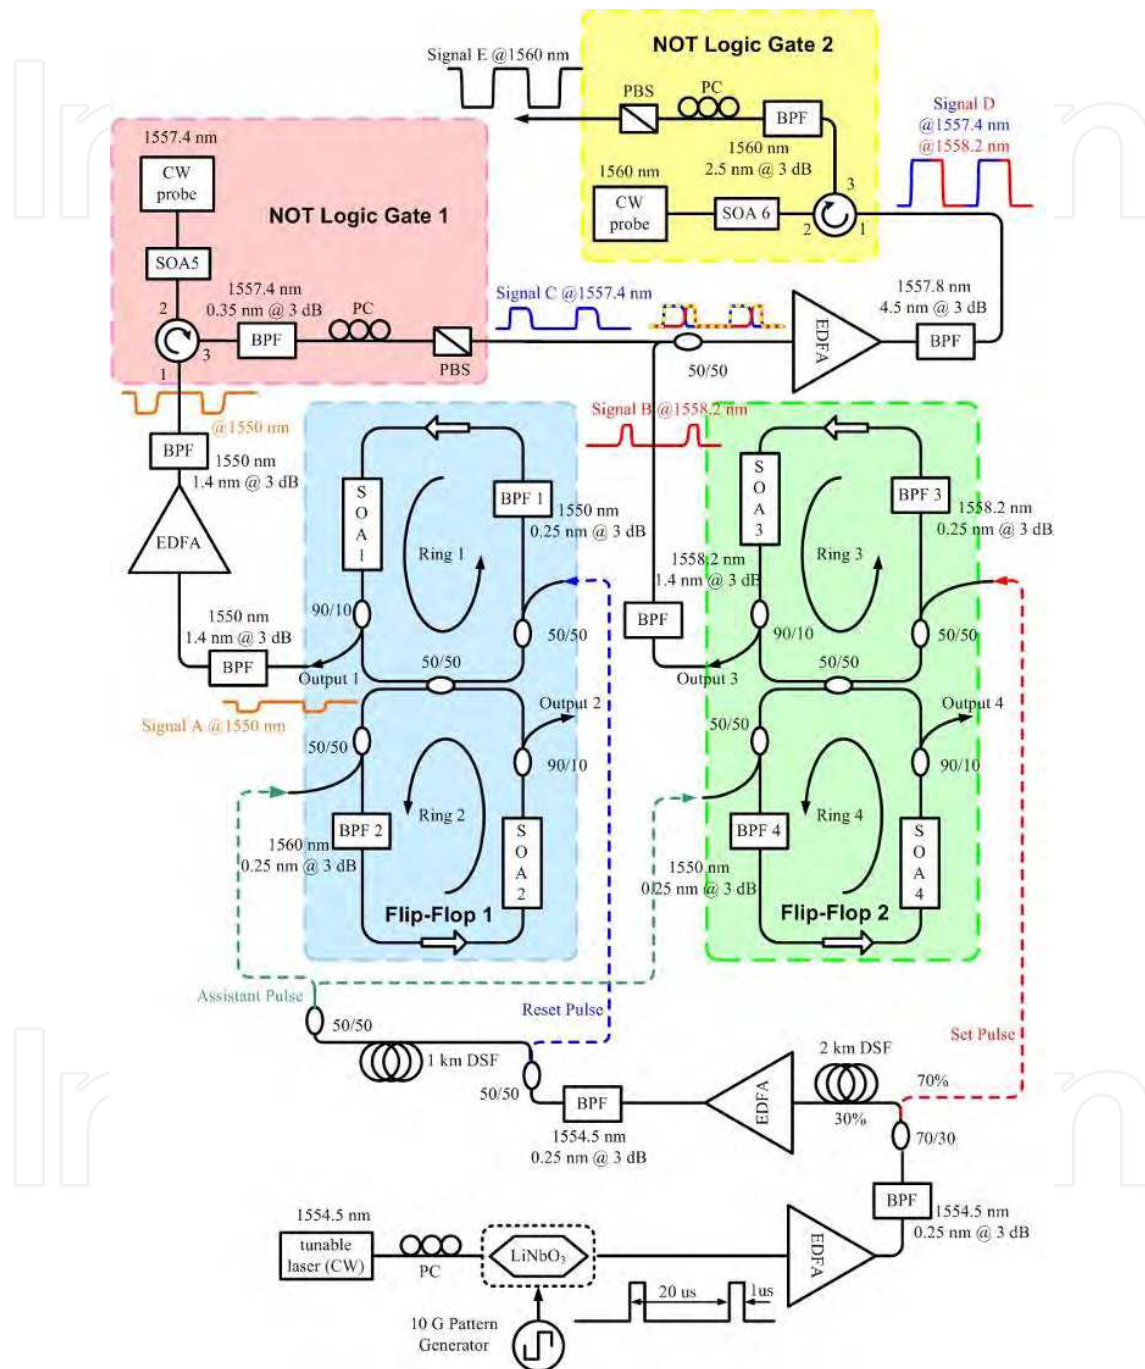 Signal E @1560 nm
NOT Logic Gate 2
PBS
PC
BPF
1560 nm
2.5 nm @ 3 dB
1560 nm
CW
probe
SOA 6
3
2
1
Signal D
@1557.4 nm
@1558.2 nm
1557.4 nm
CW
probe
NOT Logic Gate 1
SOA5
1557.4 nm
0.35 nm @ 3 dB
2
3
1
BPF
PC
PBS
Signal C @1557.4 nm
50/50
EDFA
1557.8 nm
4.5 nm @ 3 dB
BPF
@1550 nm
BPF
1550 nm
1.4 nm @ 3 dB
EDFA
1550 nm
1.4 nm @ 3 dB
BPF
Output 1
Signal A @1550 nm
SOA1
BPF 1
1550 nm
0.25 nm @ 3 dB
Ring 1
90/10
50/50
50/50
Output 2
50/50
90/10
BPF 2
Ring 2
1560 nm
0.25 nm @ 3 dB
SOA2
Flip-Flop 1
Signal B @1558.2 nm
SOA3
BPF 3
1558.2 nm
0.25 nm @ 3 dB
Ring 3
1558.2 nm
1.4 nm @ 3 dB
BPF
90/10
50/50
50/50
Output 3
Output 4
50/50
90/10
BPF 4
Ring 4
1550 nm
0.25 nm @ 3 dB
SOA4
Flip-Flop 2
Assistant Pulse
Reset Pulse
Set Pulse
50/50
1 km DSF
50/50
BPF
1554.5 nm
0.25 nm @ 3 dB
EDFA
2 km DSF
30%
70%
70/30
BPF
1554.5 nm
0.25 nm @ 3 dB
1554.5 nm
tunable
laser (CW)
PC
LiNbO3
EDFA
20 us
1us
10 G Pattern
Generator